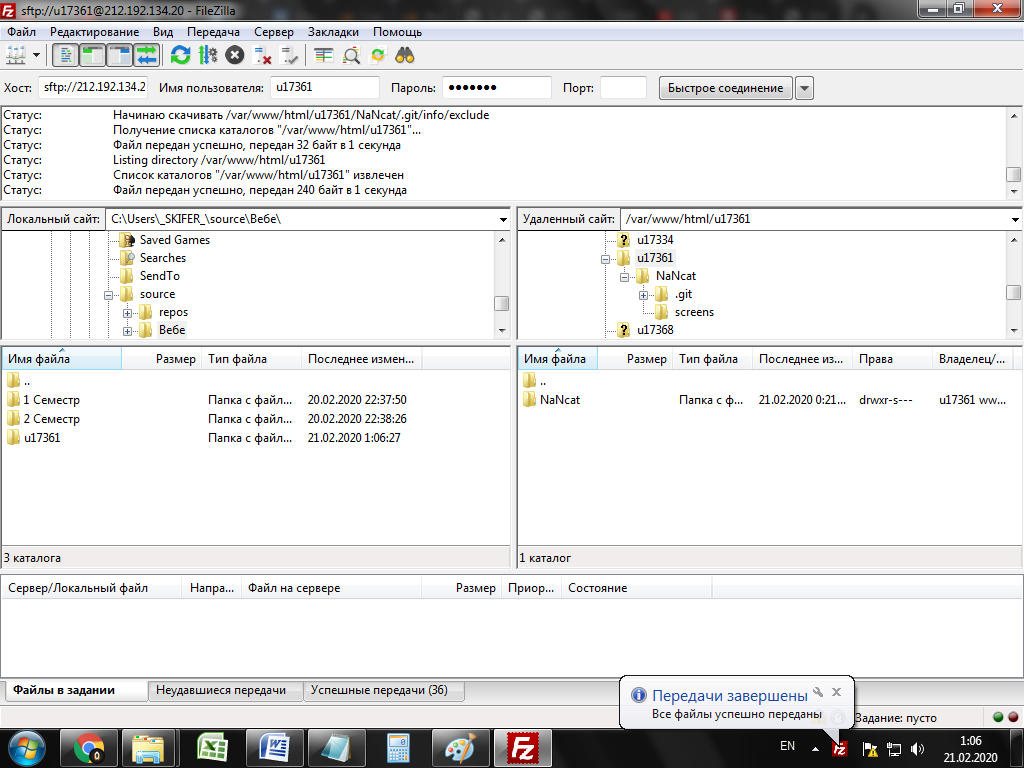 sftp://u17361@212.192.134.20 - FileZilla
Файл Редактирование Вид Передача Сервер Закладки Помощь
Хост: sftp://212.192.134.2 Имя пользователя: u17361 Пароль: ●●●●●●● Порт: Быстрое соединение
Статус: Начинаю скачивать /var/www/html/u17361/NaNcat/.git/info/exclude
Статус: Получение списка каталогов "/var/www/html/u17361"...
Статус: Файл передан успешно, передан 32 байт в 1 секунда
Статус: Listing directory /var/www/html/u17361
Статус: Список каталогов "/var/www/html/u17361" извлечен
Статус: Файл передан успешно, передан 240 байт в 1 секунда
Локальный сайт: C:\Users\_SKIFER_\source\Ве6е\
Saved Games
Searches
SendTo
source
repos
Ве6е
Удаленный сайт: /var/www/html/u17361
u17334
u17361
NaNcat
.git
screens
u17368
Имя файла Размер Тип файла Последнее измен...
..
1 Семестр Папка с файл... 20.02.2020 22:37:50
2 Семестр Папка с файл... 20.02.2020 22:38:26
u17361 Папка с файл... 21.02.2020 1:06:27
3 каталога
Имя файла Размер Тип файла Последнее из... Права Владелец/...
..
NaNcat Папка с ф... 21.02.2020 0:21... drwxr-s--- u17361 ww...
1 каталог
Сервер/Локальный файл Напра... Файл на сервере Размер Приор... Состояние
Файлы в задании Неудавшиеся передачи Успешные передачи (36)
Передачи завершены
Все файлы успешно переданы
Задание: пусто
EN 1:06
21.02.2020